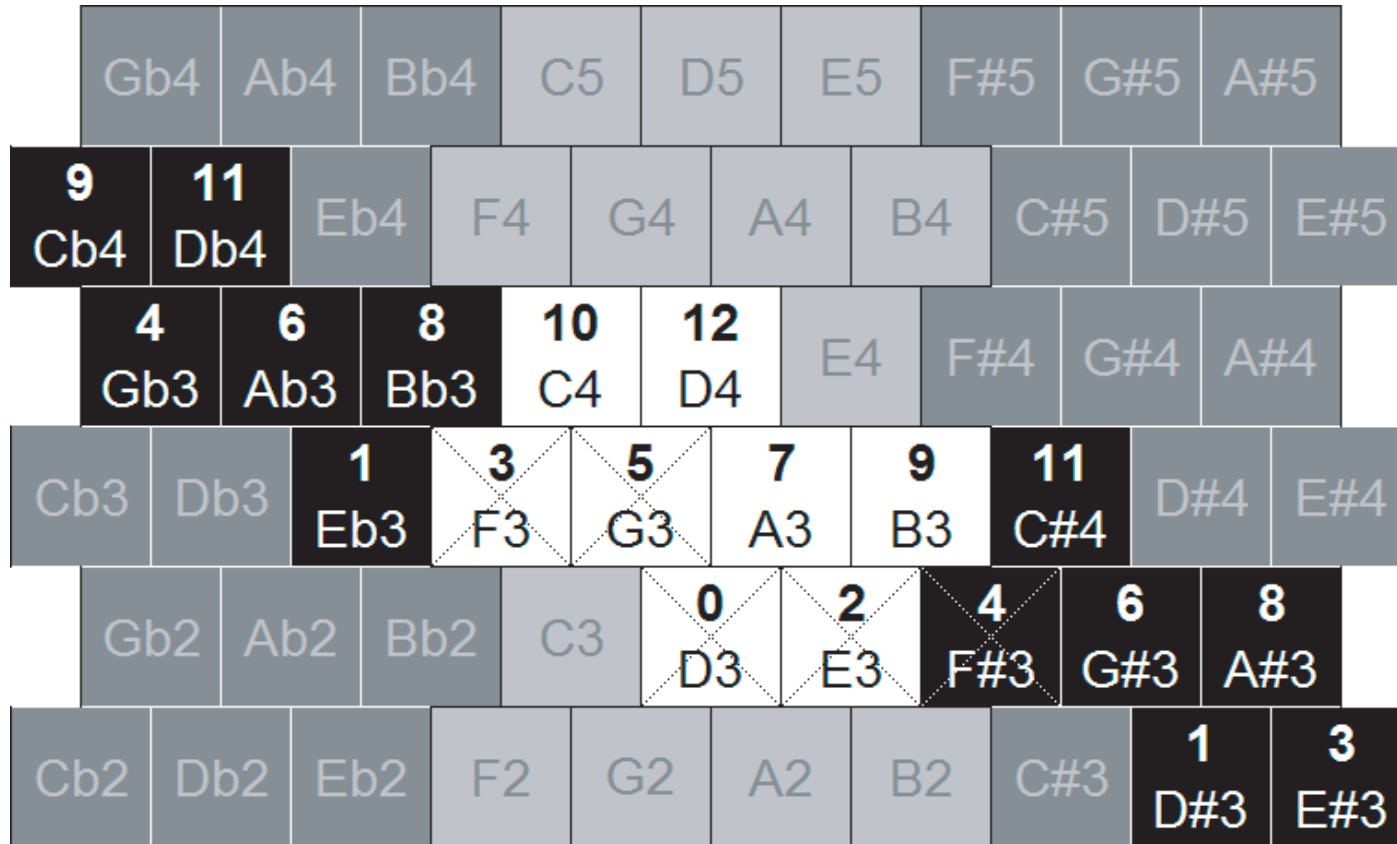 Gb4 Ab4 Bb4 C5 D5 E5 F#5 G#5 A#5
9 11
Cb4 Db4 Eb4 F4 G4 A4 B4 C#5 D#5 E#5
4 6 8 10 12
Gb3 Ab3 Bb3 C4 D4 E4 F#4 G#4 A#4
1 3 5 7 9 11
Cb3 Db3 Eb3 F3 G3 A3 B3 C#4 D#4 E#4
0 2 4 6 8
Gb2 Ab2 Bb2 C3 D3 E3 F#3 G#3 A#3
1 3
Cb2 Db2 Eb2 F2 G2 A2 B2 C#3 D#3 E#3